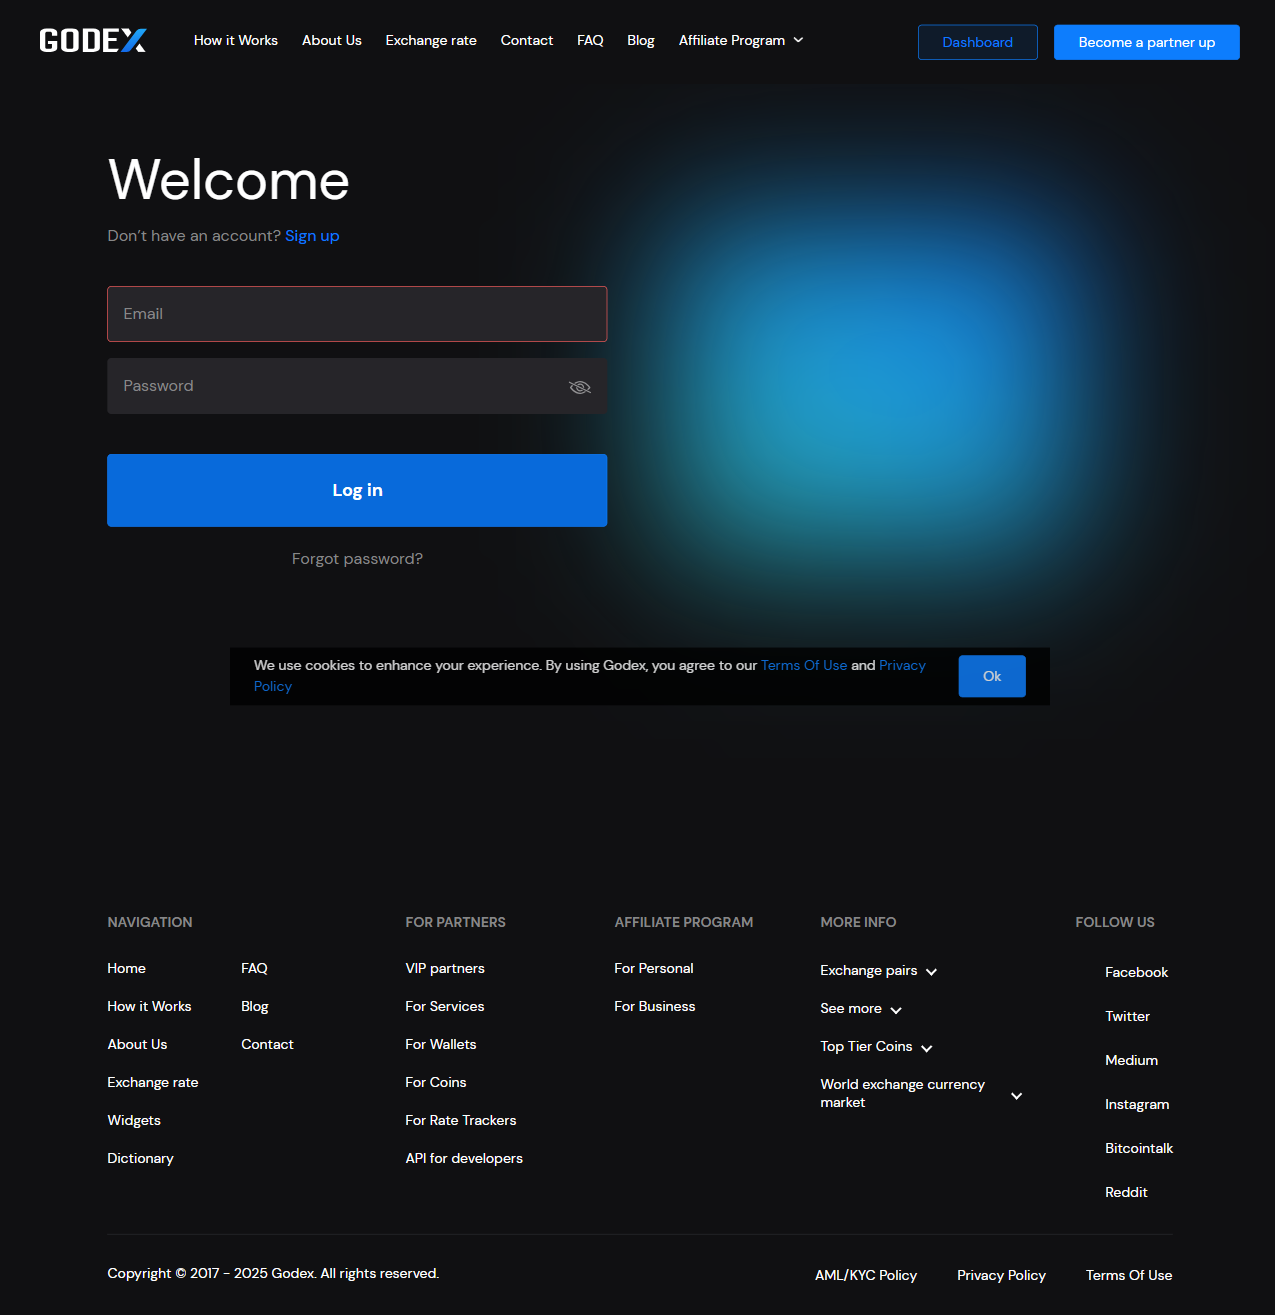 GODEX
How it Works
About Us
Exchange rate
Contact
FAQ
Blog
Affiliate Program
Dashboard
Become a partner up
Welcome
Don’t have an account? Sign up
Email
Password
Log in
Forgot password?
We use cookies to enhance your experience. By using Godex, you agree to our Terms Of Use and Privacy
Policy
Ok
NAVIGATION
Home
How it Works
About Us
Exchange rate
Widgets
Dictionary
FAQ
Blog
Contact
FOR PARTNERS
VIP partners
For Services
For Wallets
For Coins
For Rate Trackers
API for developers
AFFILIATE PROGRAM
For Personal
For Business
MORE INFO
Exchange pairs
See more
Top Tier Coins
World exchange currency
market
FOLLOW US
Facebook
Twitter
Medium
Instagram
Bitcointalk
Reddit
Copyright © 2017 - 2025 Godex. All rights reserved.
AML/KYC Policy
Privacy Policy
Terms Of Use